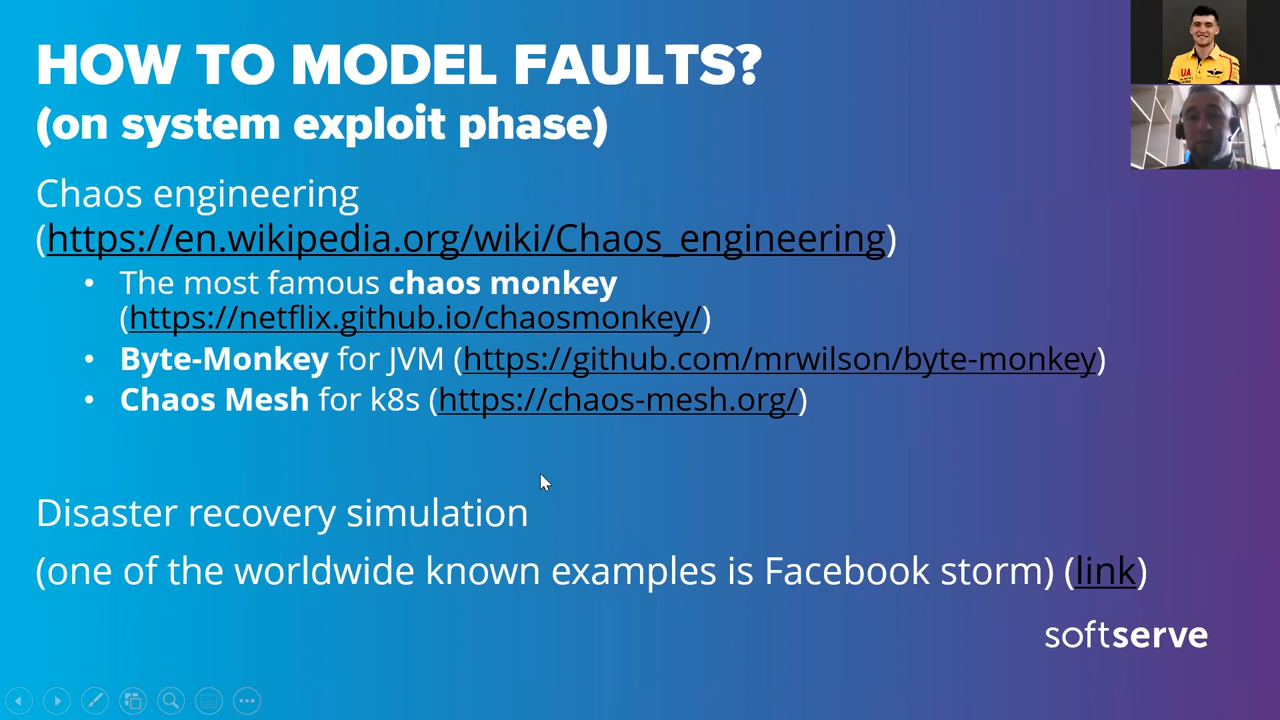 HOW TO MODEL FAULTS?
(on system exploit phase)
Chaos engineering
(https://en.wikipedia.org/wiki/Chaos_engineering)
• The most famous chaos monkey
(https://netflix.github.io/chaosmonkey/)
• Byte-Monkey for JVM (https://github.com/mrwilson/byte-monkey)
• Chaos Mesh for k8s (https://chaos-mesh.org/)
Disaster recovery simulation
(one of the worldwide known examples is Facebook storm) (link)
softserve
UA